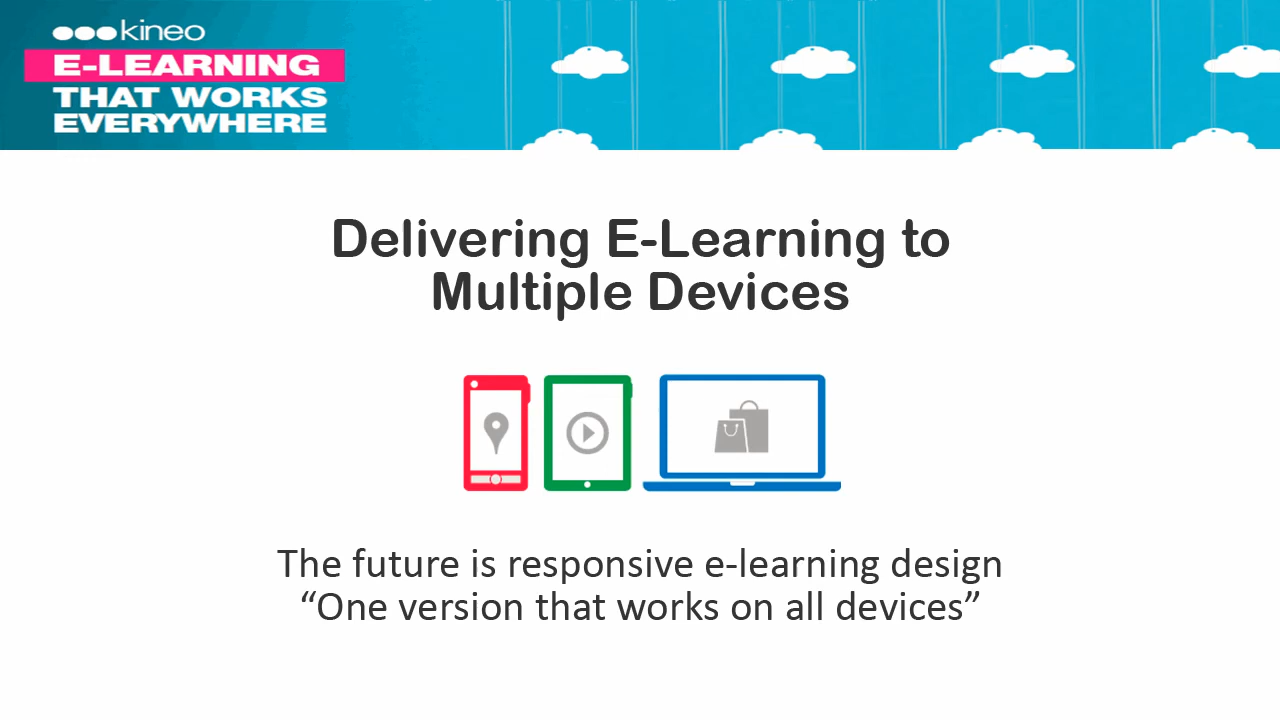 kineo
E-LEARNING
THAT WORKS
EVERYWHERE
Delivering E-Learning to
Multiple Devices
The future is responsive e-learning design
“One version that works on all devices”